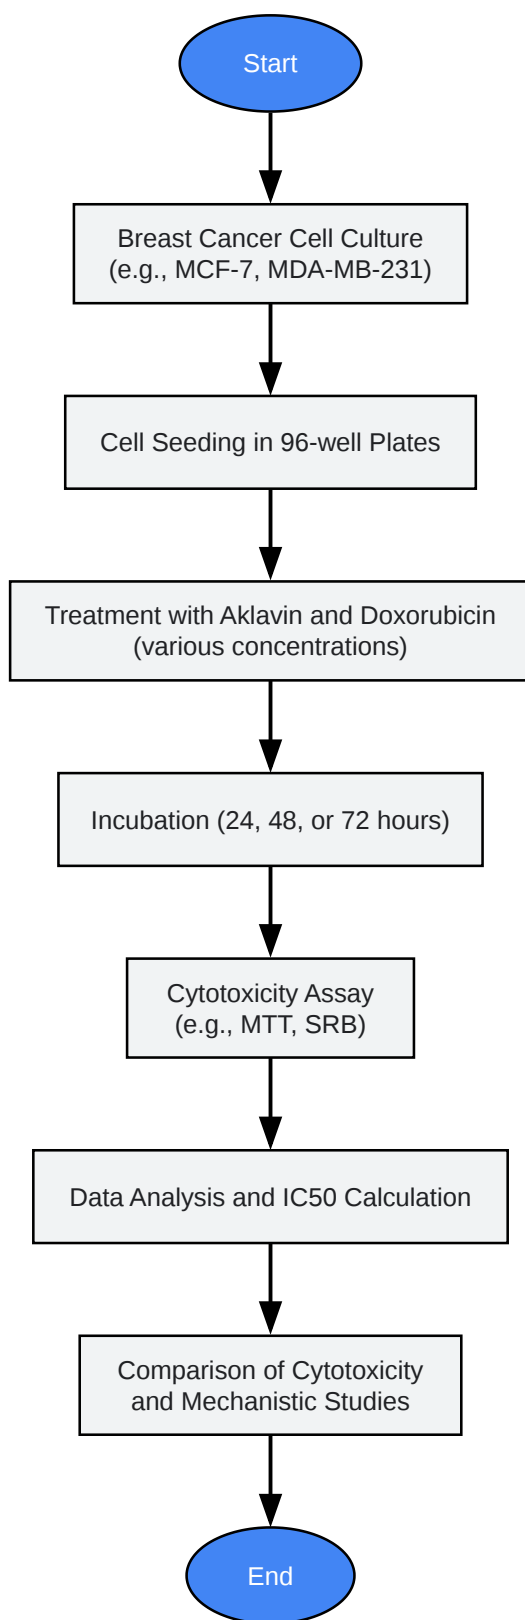 Start
Breast Cancer Cell Culture
(e.g., MCF-7, MDA-MB-231)
Cell Seeding in 96-well Plates
Treatment with Aklavin and Doxorubicin
(various concentrations)
Incubation (24, 48, or 72 hours)
Cytotoxicity Assay
(e.g., MTT, SRB)
Data Analysis and IC50 Calculation
Comparison of Cytotoxicity
and Mechanistic Studies
End